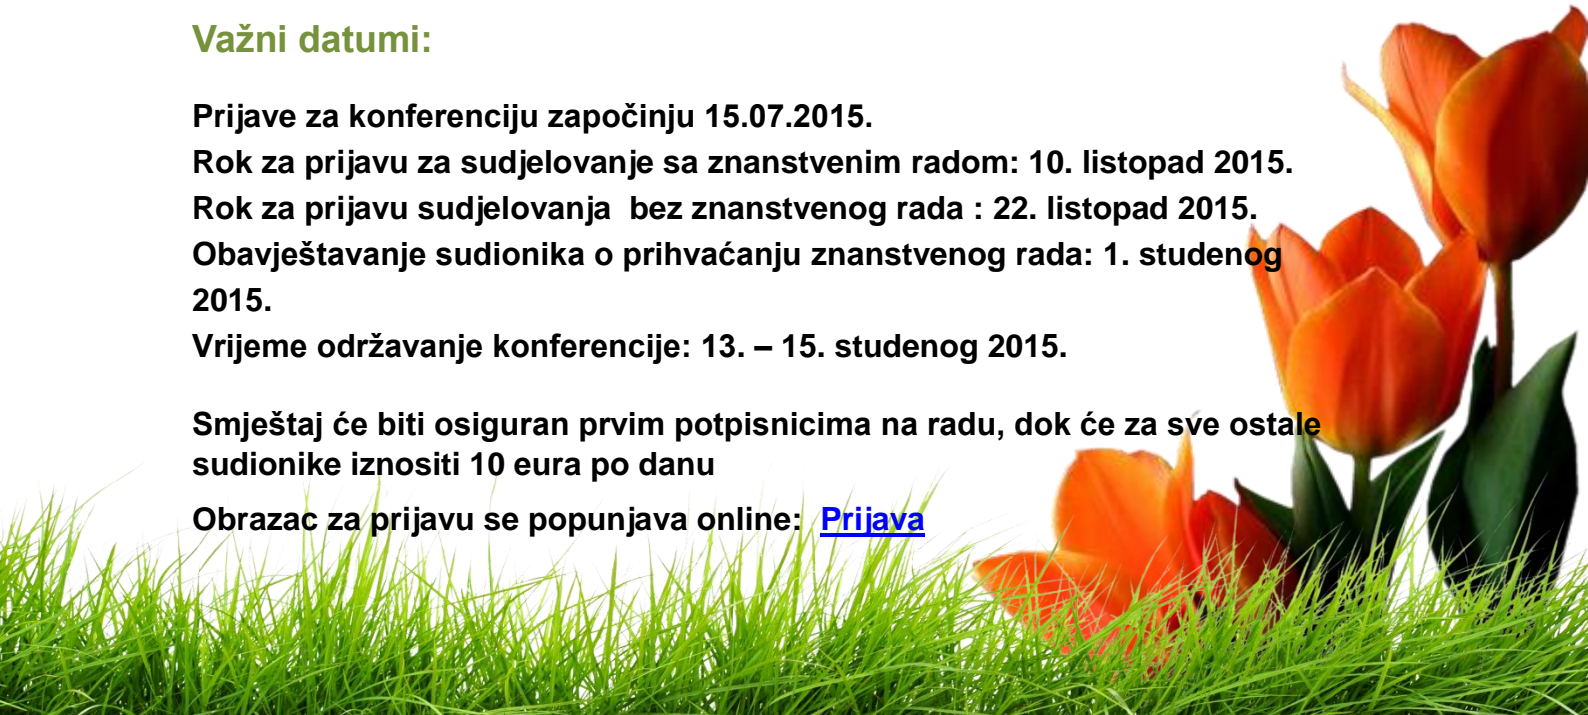 Važni datumi:
Prijave za konferenciju započinju 15.07.2015.
Rok za prijavu za sudjelovanje sa znanstvenim radom: 10. listopad 2015.
Rok za prijavu sudjelovanja  bez znanstvenog rada : 22. listopad 2015.
Obavještavanje sudionika o prihvaćanju znanstvenog rada: 1. studenog
2015.
Vrijeme održavanje konferencije: 13. – 15. studenog 2015.
Smještaj će biti osiguran prvim potpisnicima na radu, dok će za sve ostale
sudionike iznositi 10 eura po danu
Obrazac za prijavu se popunjava online:  Prijava